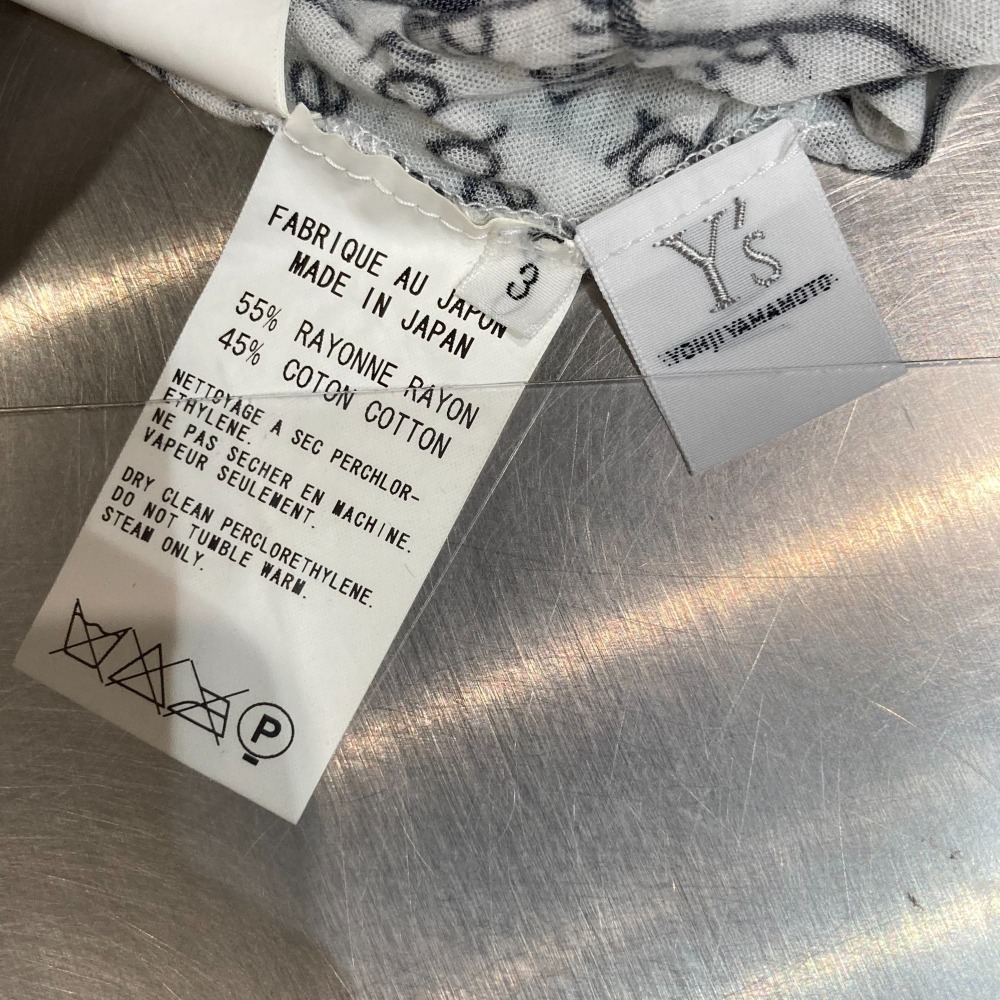 FABRIQUE AU JAPON
MADE IN JAPAN
55% RAYONNE RAYON
45% COTON COTTON
NETTOYAGE A SEC PERCHLOR-
ETHYLENE.
NE PAS SECHER EN MACHINE.
VAPEUR SEULEMENT.
DRY CLEAN PERCLORETHYLENE.
DO NOT TUMBLE WARM.
STEAM ONLY.
P
3
Y's
YOHJI YAMAMOTO